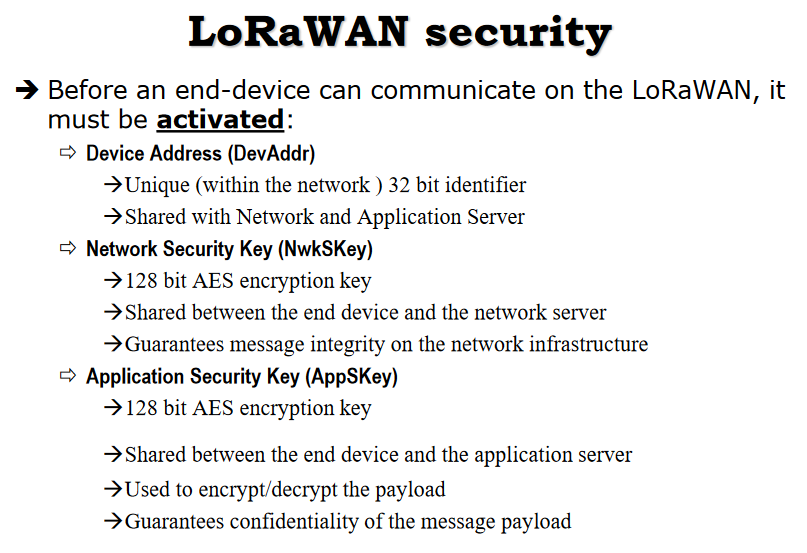 LoRaWAN security
➔ Before an end-device can communicate on the LoRaWAN, it
must be activated:
⇨ Device Address (DevAddr)
→Unique (within the network ) 32 bit identifier
→Shared with Network and Application Server
⇨ Network Security Key (NwkSKey)
→128 bit AES encryption key
→Shared between the end device and the network server
→Guarantees message integrity on the network infrastructure
⇨ Application Security Key (AppSKey)
→128 bit AES encryption key
→Shared between the end device and the application server
→Used to encrypt/decrypt the payload
→Guarantees confidentiality of the message payload